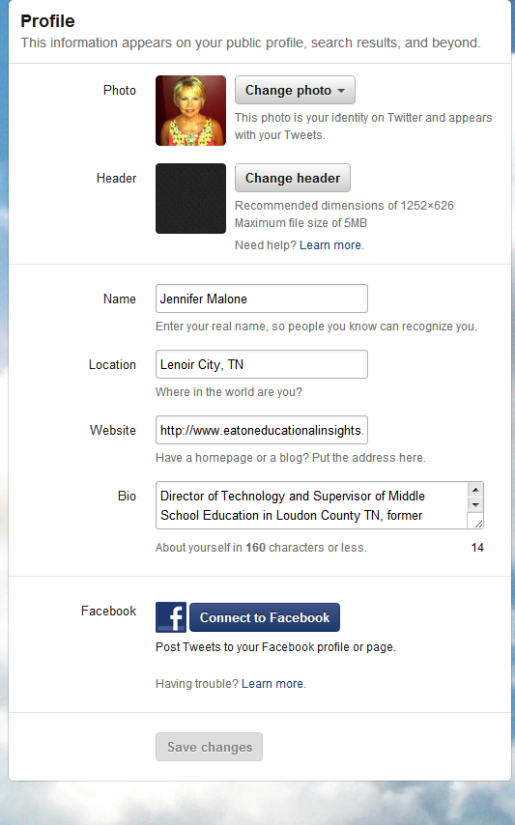 Profile
This information appears on your public profile, search results, and beyond.
Photo
Change photo
This photo is your identity on Twitter and appears
with your Tweets.
Header
Change header
Recommended dimensions of 1252×626
Maximum file size of 5MB
Need help? Learn more.
Name
Jennifer Malone
Enter your real name, so people you know can recognize you.
Location
Lenoir City, TN
Where in the world are you?
Website
http://www.eatoneducationalinsights.
Have a homepage or a blog? Put the address here.
Bio
Director of Technology and Supervisor of Middle
School Education in Loudon County TN, former
About yourself in 160 characters or less.
14
Facebook
f
Connect to Facebook
Post Tweets to your Facebook profile or page.
Having trouble? Learn more.
Save changes